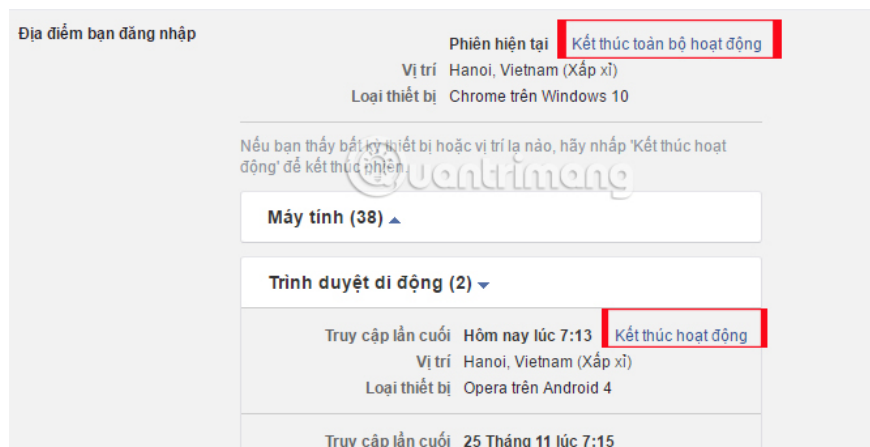 Địa điểm bạn đăng nhập
Phiên hiện tại Kết thúc toàn bộ hoạt động
Vị trí Hanoi, Vietnam (Xấp xỉ)
Loại thiết bị Chrome trên Windows 10
Nếu bạn thấy bất kỳ thiết bị hoặc vị trí lạ nào, hãy nhấp 'Kết thúc hoạt
động' để kết thúc phiên.
Quantrimang
Máy tính (38)
Trình duyệt di động (2)
Truy cập lần cuối Hôm nay lúc 7:13 Kết thúc hoạt động
Vị trí Hanoi, Vietnam (Xấp xỉ)
Loại thiết bị Opera trên Android 4
Truy cập lần cuối 25 Tháng 11 lúc 7:15